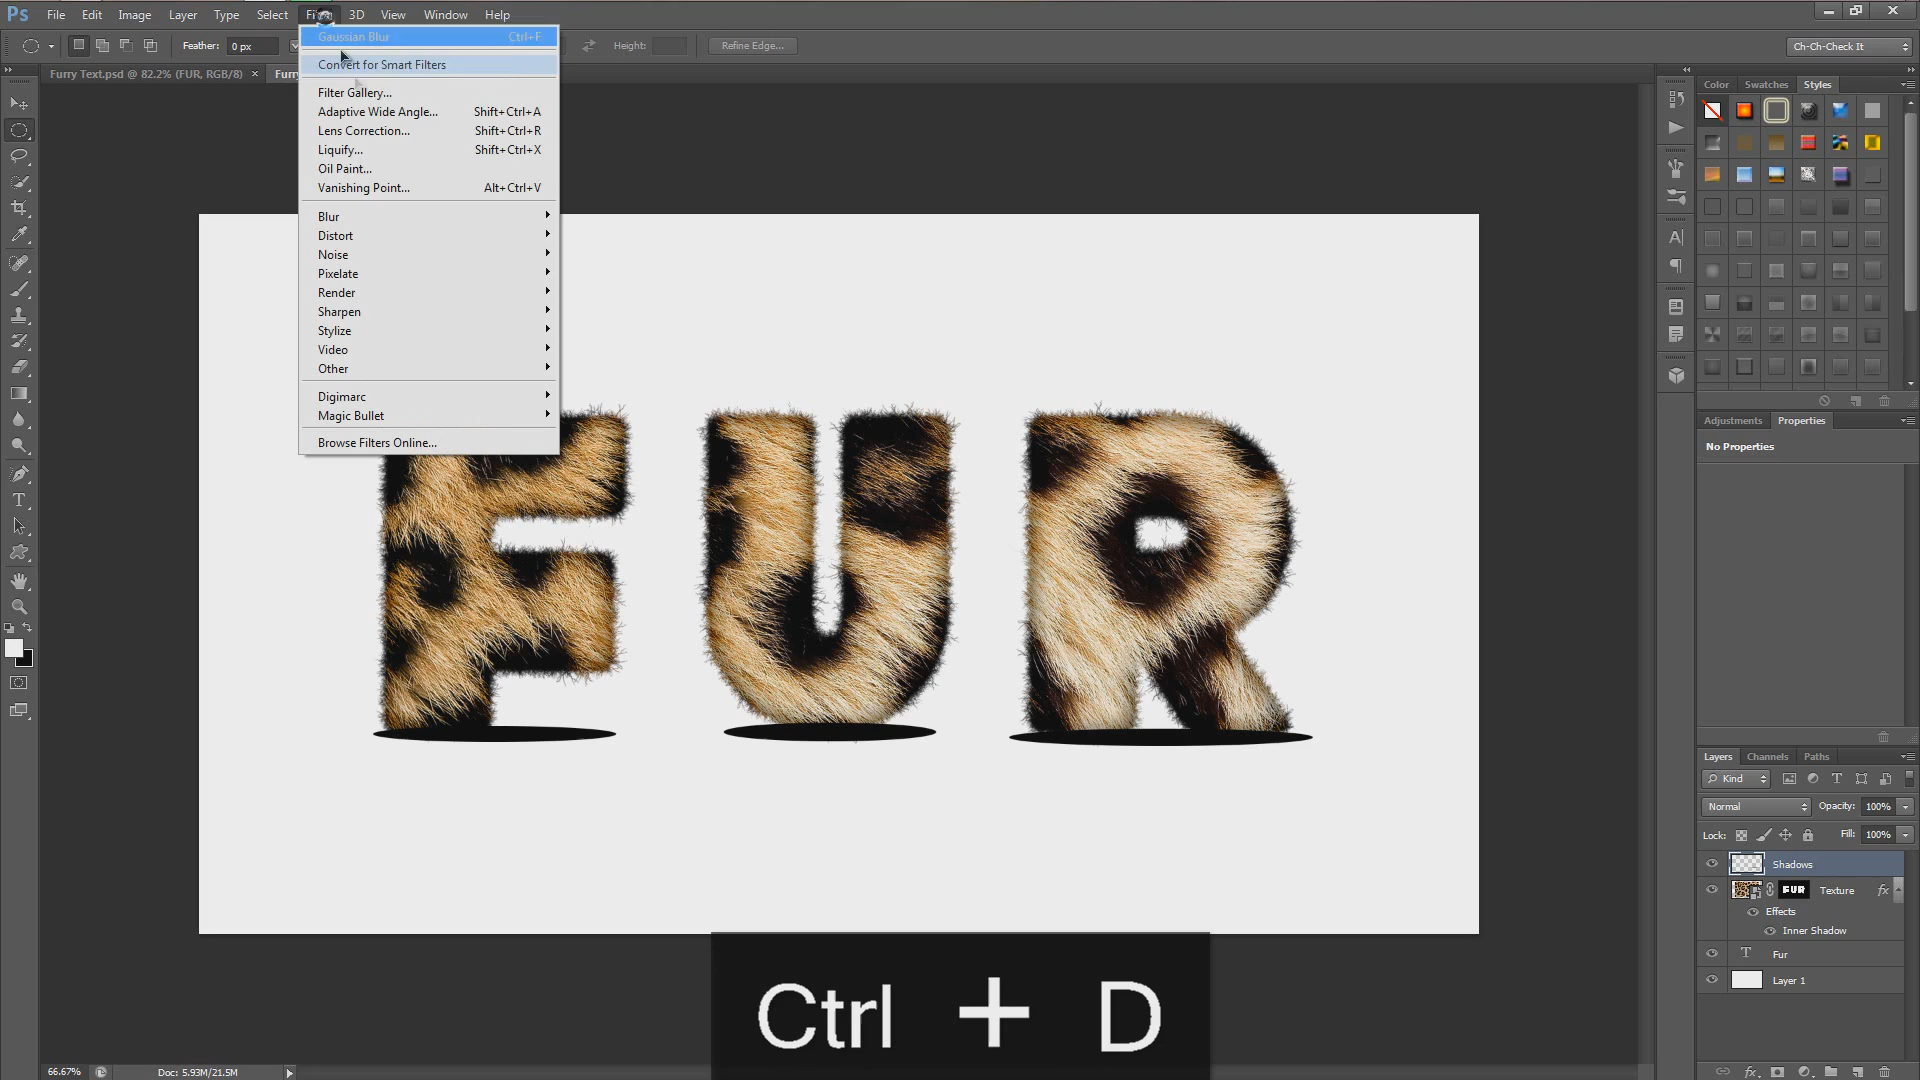 Ps File Edit Image Layer Type Select 3D View Window Help
Feather: 0 px Height: Refine Edge... Ch-Ch-Check It
Furry Text.psd @ 82.2% (FUR, RGB/8) × Furry
Gaussian Blur Ctrl+F
Convert for Smart Filters
Filter Gallery...
Adaptive Wide Angle... Shift+Ctrl+A
Lens Correction... Shift+Ctrl+R
Liquify... Shift+Ctrl+X
Oil Paint...
Vanishing Point... Alt+Ctrl+V
Blur
Distort
Noise
Pixelate
Render
Sharpen
Stylize
Video
Other
Digimarc
Magic Bullet
Browse Filters Online...
FUR
Ctrl + D
Color Swatches Styles
Adjustments Properties
No Properties
Layers Channels Paths
Kind
Normal Opacity: 100%
Lock: Fill: 100%
Shadows
FUR Texture fx
Effects
Inner Shadow
T Fur
Layer 1
66.67% Doc: 5.93M/21.5M